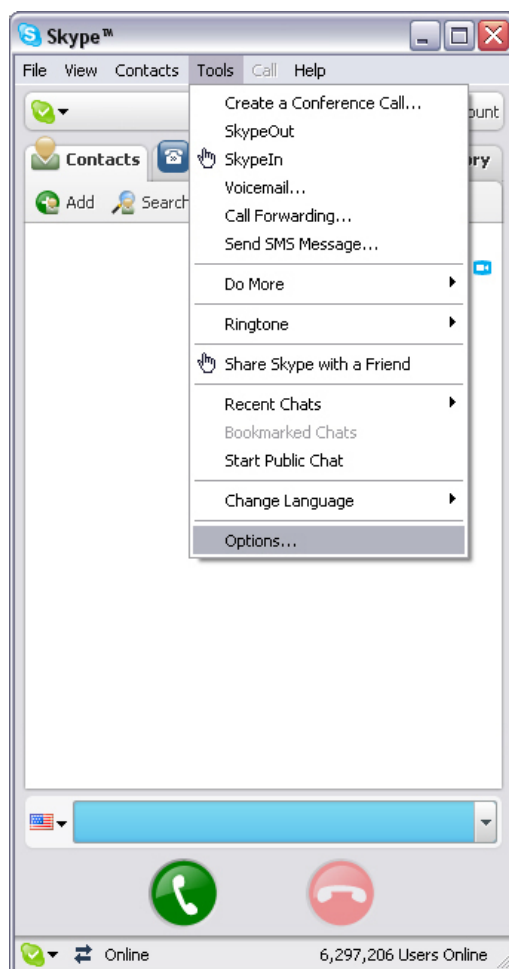 Skype™
File View Contacts Tools Call Help
Create a Conference Call...
SkypeOut
SkypeIn
Voicemail...
Call Forwarding...
Send SMS Message...
Do More
Ringtone
Share Skype with a Friend
Recent Chats
Bookmarked Chats
Start Public Chat
Change Language
Options...
Contacts
Add Search
Online 6,297,206 Users Online